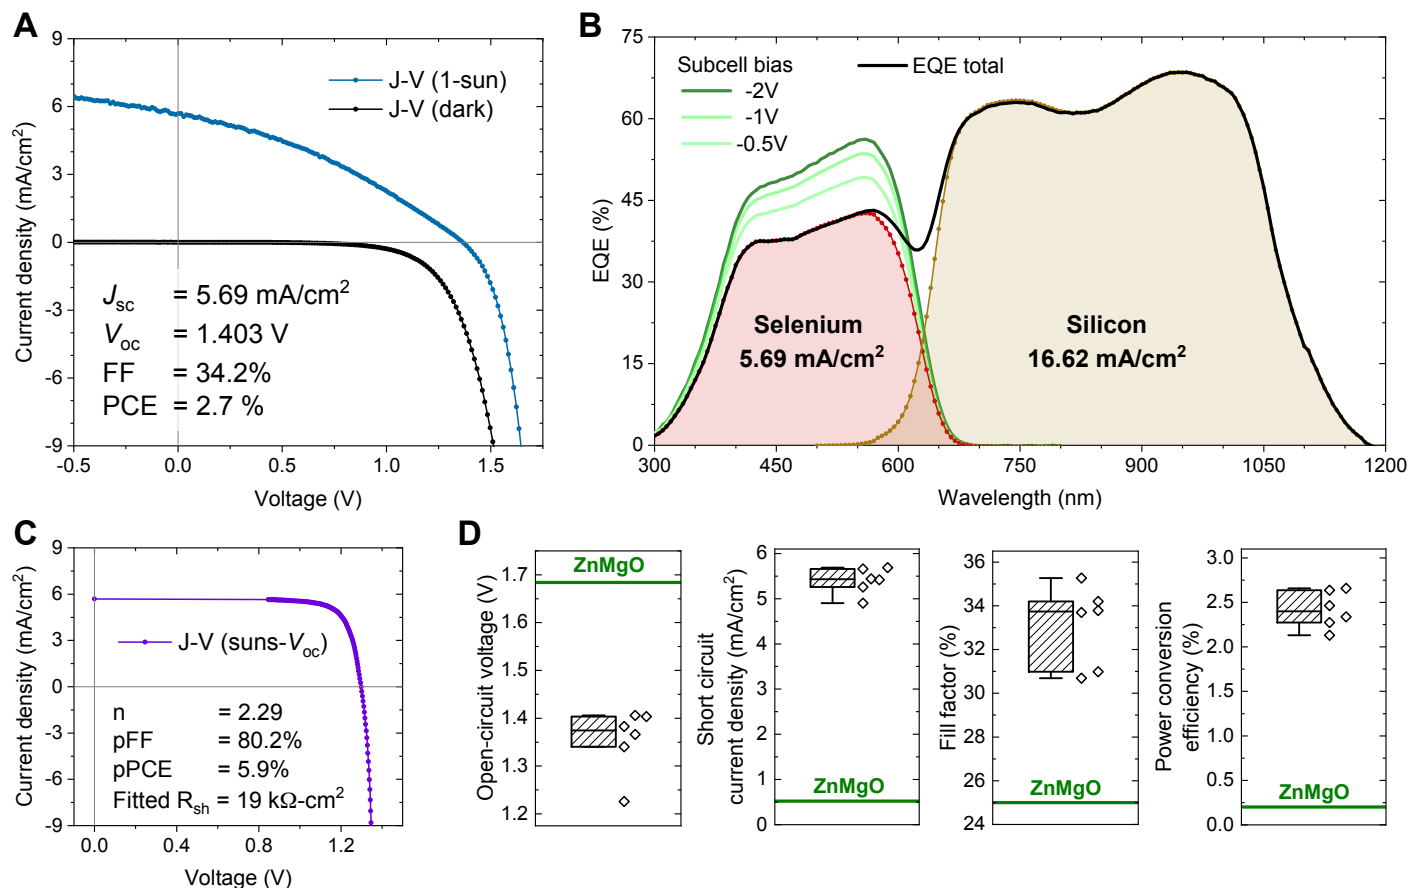 A
9
6
3
0
-3
-6
-9
Current density (mA/cm²)
J-V (1-sun)
J-V (dark)
Jsc = 5.69 mA/cm²
Voc = 1.403 V
FF = 34.2%
PCE = 2.7 %
-0.5 0.0 0.5 1.0 1.5
Voltage (V)
B
75
60
45
30
15
0
EQE (%)
Subcell bias
-2V
-1V
-0.5V
EQE total
Selenium
5.69 mA/cm²
Silicon
16.62 mA/cm²
300 450 600 750 900 1050 1200
Wavelength (nm)
C
9
6
3
0
-3
-6
-9
Current density (mA/cm²)
J-V (suns-Voc)
n = 2.29
pFF = 80.2%
pPCE = 5.9%
Fitted Rsh = 19 kΩ-cm²
0.0 0.4 0.8 1.2
Voltage (V)
D
Open-circuit voltage (V)
1.7
1.6
1.5
1.4
1.3
1.2
ZnMgO
Short circuit
current density (mA/cm²)
6
5
4
3
2
1
0
ZnMgO
Fill factor (%)
36
34
32
30
28
26
24
ZnMgO
Power conversion
efficiency (%)
3.0
2.5
2.0
1.5
1.0
0.5
0.0
ZnMgO